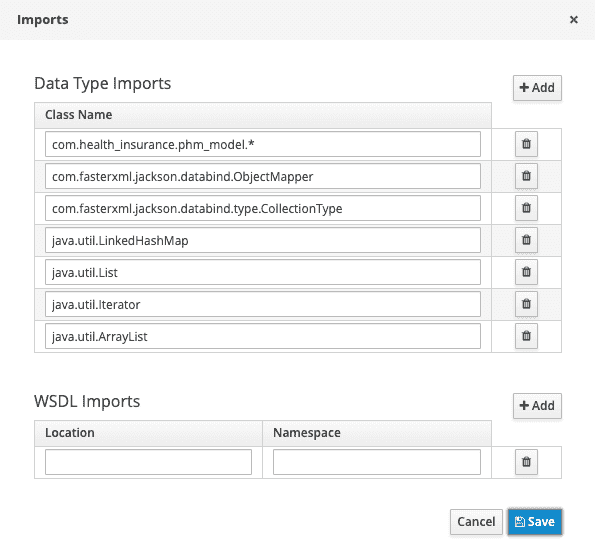 Imports ×
Data Type Imports
+ Add
Class Name
com.health_insurance.phm_model.*
com.fasterxml.jackson.databind.ObjectMapper
com.fasterxml.jackson.databind.type.CollectionType
java.util.LinkedHashMap
java.util.List
java.util.Iterator
java.util.ArrayList
WSDL Imports
+ Add
Location Namespace
Cancel Save